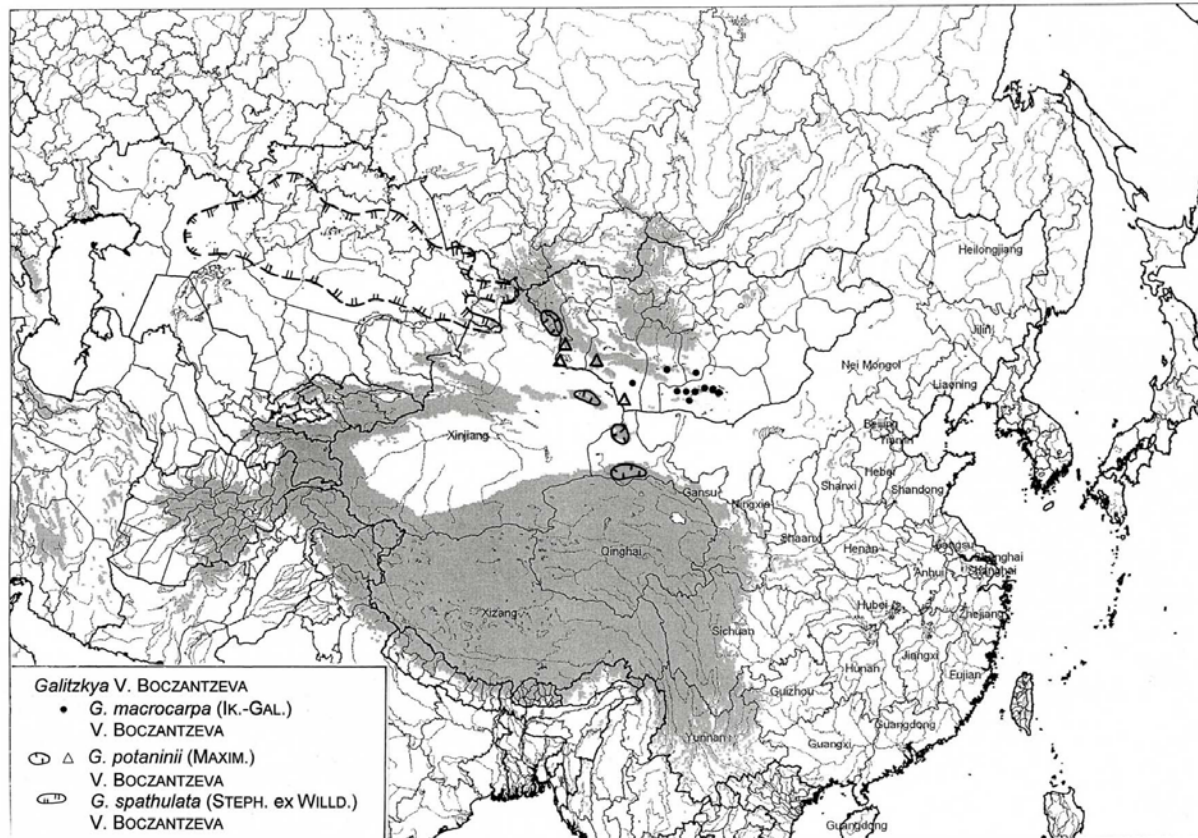 Heilongjiang
Jilin
Nei Mongol
Liaoning
Beijing
Tianjin
Xinjiang
Hebei
Shanxi
Shandong
Gansu
Ningxia
Shaanxi
Qinghai
Henan
Jiangsu
Shanghai
Shanghai
Anhui
Xizang
Hubei
Zhejiang
Sichuan
Hunan
Jiangxi
Fujian
Guizhou
Yunnan
Guangxi
Guangdong
Guangdong
Galitzkya V. BOCZANTZEVA
G. macrocarpa (IK.-GAL.)
V. BOCZANTZEVA
G. potaninii (MAXIM.)
V. BOCZANTZEVA
G. spathulata (STEPH. ex WILLD.)
V. BOCZANTZEVA